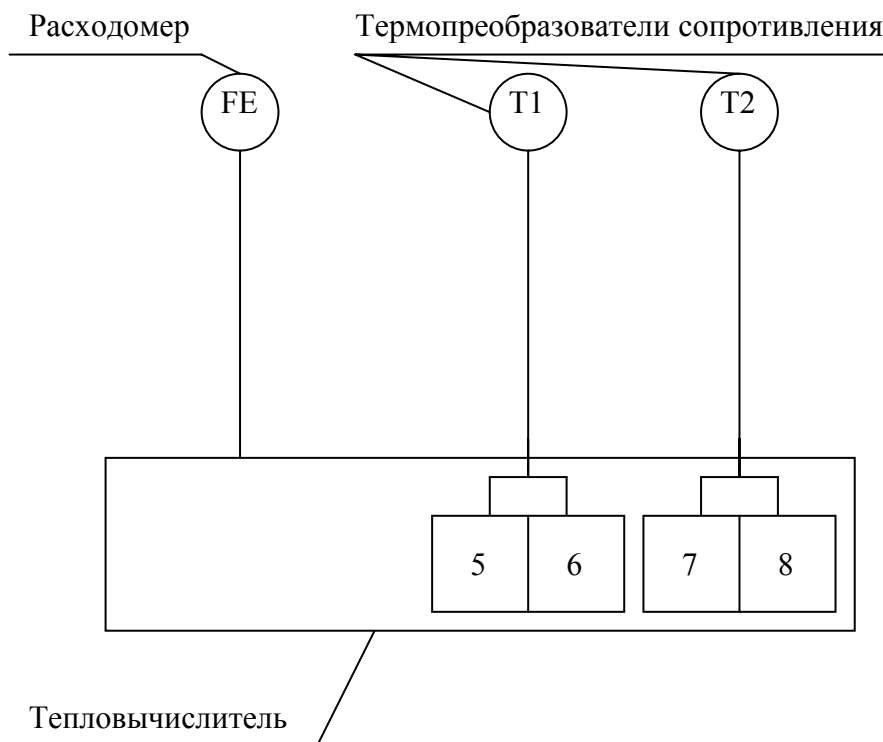 Расходомер Термопреобразователи сопротивления
FE T1 T2
5 6 7 8
Тепловычислитель